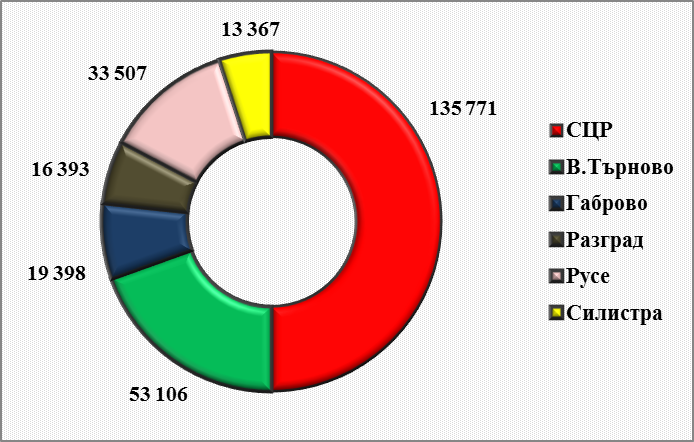 13 367
33 507
135 771
16 393
19 398
53 106
СЦР
В.Търново
Габрово
Разград
Русе
Силистра